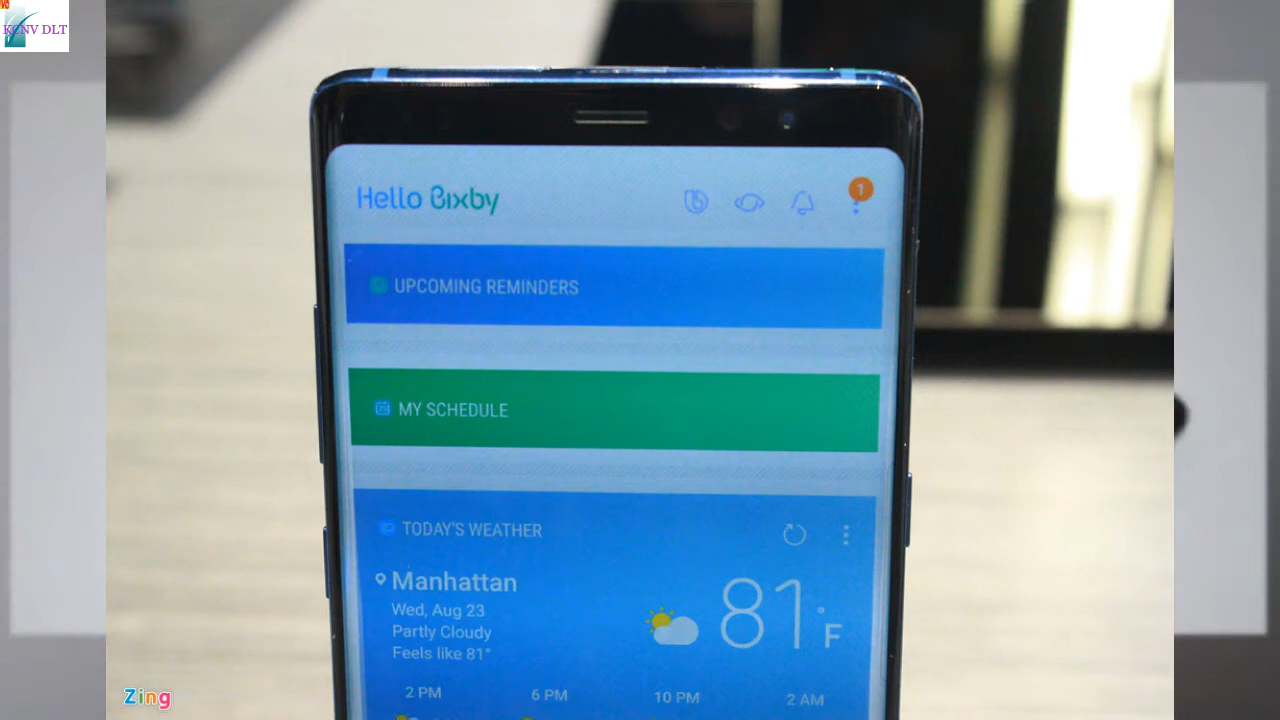 VC
KCNV DLT
Hello Bixby
1
UPCOMING REMINDERS
MY SCHEDULE
TODAY'S WEATHER
Manhattan
Wed, Aug 23
Partly Cloudy
Feels like 81°
81°F
2 PM 6 PM 10 PM 2 AM
Zing